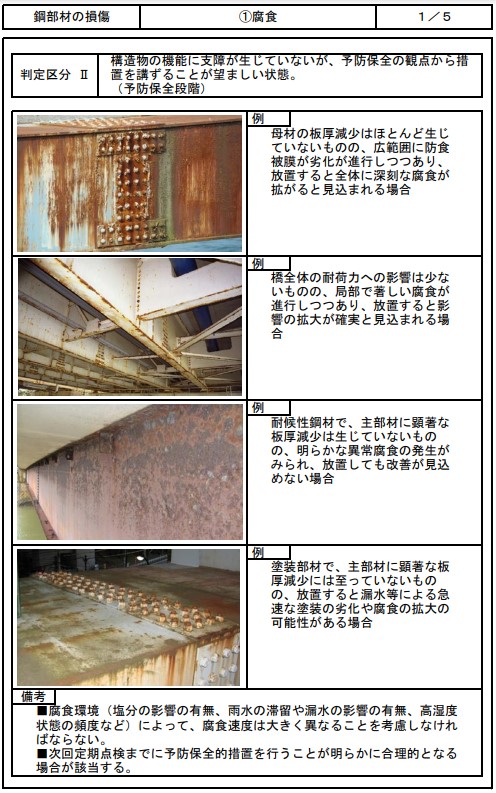 鋼部材の損傷
①腐食
１／５
判定区分 Ⅱ
構造物の機能に支障が生じていないが、予防保全の観点から措
置を講ずることが望ましい状態。
（予防保全段階）
例
母材の板厚減少はほとんど生じ
ていないものの、広範囲に防食
被膜が劣化が進行しつつあり、
放置すると全体に深刻な腐食が
拡がると見込まれる場合
例
橋全体の耐荷力への影響は少な
いものの、局部で著しい腐食が
進行しつつあり、放置すると影
響の拡大が確実と見込まれる場
合
例
耐候性鋼材で、主部材に顕著な
板厚減少は生じていないもの
の、明らかな異常腐食の発生が
みられ、放置しても改善が見込
めない場合
例
塗装部材で、主部材に顕著な板
厚減少には至っていないもの
の、放置すると漏水等による急
速な塗装の劣化や腐食の拡大の
可能性がある場合
備考
■腐食環境（塩分の影響の有無、雨水の滞留や漏水の影響の有無、高湿度
状態の頻度など）によって、腐食速度は大きく異なることを考慮しなけれ
ばならない。
■次回定期点検までに予防保全的措置を行うことが明らかに合理的となる
場合が該当する。